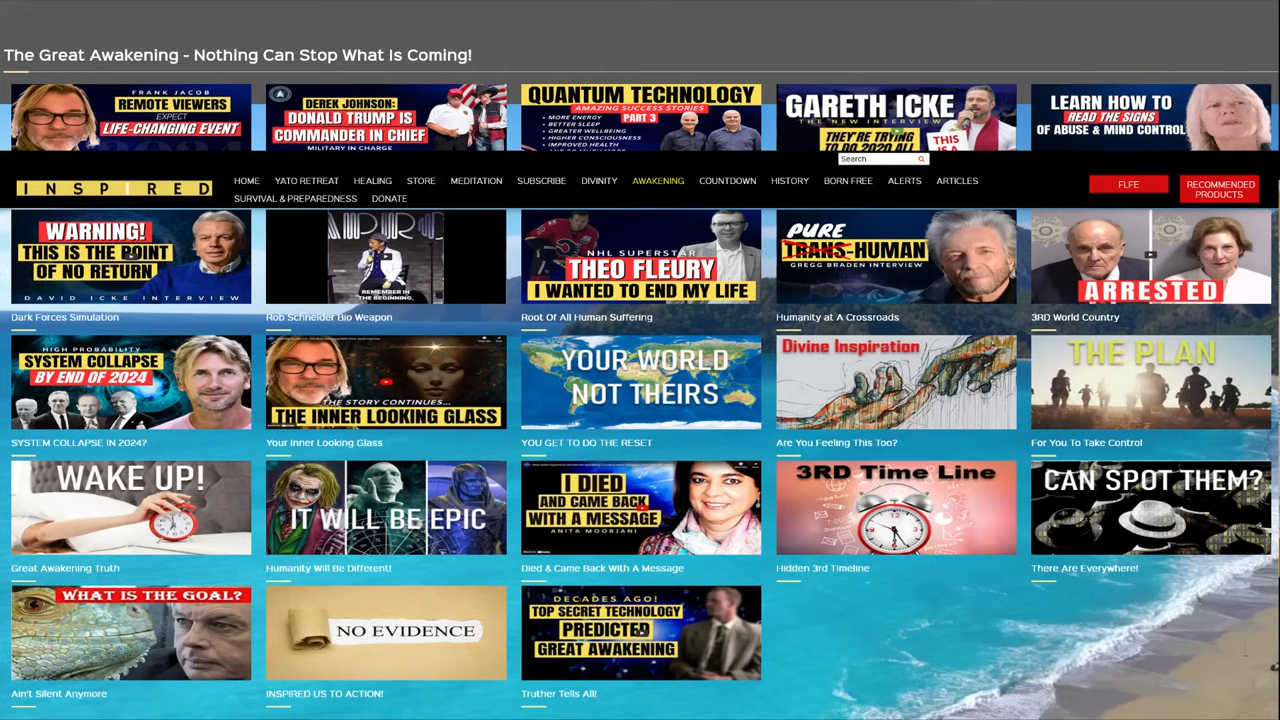 The Great Awakening - Nothing Can Stop What Is Coming!
FRANK JACOB
REMOTE VIEWERS
EXPECT
LIFE-CHANGING EVENT
DEREK JOHNSON:
DONALD TRUMP IS
COMMANDER IN CHIEF
MILITARY IN CHARGE
QUANTUM TECHNOLOGY
AMAZING SUCCESS STORIES
PART 3
• MORE ENERGY
• BETTER SLEEP
• GREATER WELLBEING
• HIGHER CONSCIOUSNESS
• IMPROVED HEALTH
GARETH ICKE
THE NEW INTERVIEW
THEY'RE TRYING
TO DO 2020 ALL
THIS
IS A
LEARN HOW TO
READ THE SIGNS
OF ABUSE & MIND CONTROL
Search
INSPIRED
HOME
YATO RETREAT
HEALING
STORE
MEDITATION
SUBSCRIBE
DIVINITY
AWAKENING
COUNTDOWN
HISTORY
BORN FREE
ALERTS
ARTICLES
SURVIVAL & PREPAREDNESS
DONATE
FLFE
RECOMMENDED
PRODUCTS
WARNING!
THIS IS THE POINT
OF NO RETURN
DAVID ICKE INTERVIEW
REMEMBER IN
THE BEGINNING,
NHL SUPERSTAR
THEO FLEURY
I WANTED TO END MY LIFE
PURE
TRANS-HUMAN
GREGG BRADEN INTERVIEW
ARRESTED
Dark Forces Simulation
Rob Schneider Bio Weapon
Root Of All Human Suffering
Humanity at A Crossroads
3RD World Country
HIGH PROBABILITY
SYSTEM COLLAPSE
BY END OF 2024
THE STORY CONTINUES...
THE INNER LOOKING GLASS
YOUR WORLD
NOT THEIRS
Divine Inspiration
THE PLAN
SYSTEM COLLAPSE IN 2024?
Your Inner Looking Glass
YOU GET TO DO THE RESET
Are You Feeling This Too?
For You To Take Control
WAKE UP!
IT WILL BE EPIC
I DIED
AND CAME BACK
WITH A MESSAGE
ANITA MOORJANI
3RD Time Line
CAN SPOT THEM?
Great Awakening Truth
Humanity Will Be Different!
Died & Came Back With A Message
Hidden 3rd Timeline
There Are Everywhere!
WHAT IS THE GOAL?
NO EVIDENCE
DECADES AGO!
TOP SECRET TECHNOLOGY
PREDICTED
GREAT AWAKENING
Ain't Silent Anymore
INSPIRED US TO ACTION!
Truther Tells All!